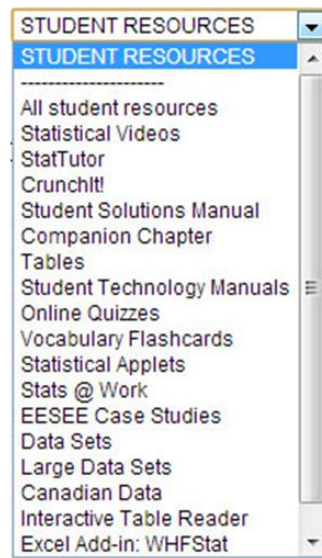 STUDENT RESOURCES
STUDENT RESOURCES
----------------------
All student resources
Statistical Videos
StatTutor
CrunchIt!
Student Solutions Manual
Companion Chapter
Tables
Student Technology Manuals
Online Quizzes
Vocabulary Flashcards
Statistical Applets
Stats @ Work
EESEE Case Studies
Data Sets
Large Data Sets
Canadian Data
Interactive Table Reader
Excel Add-in: WHFStat